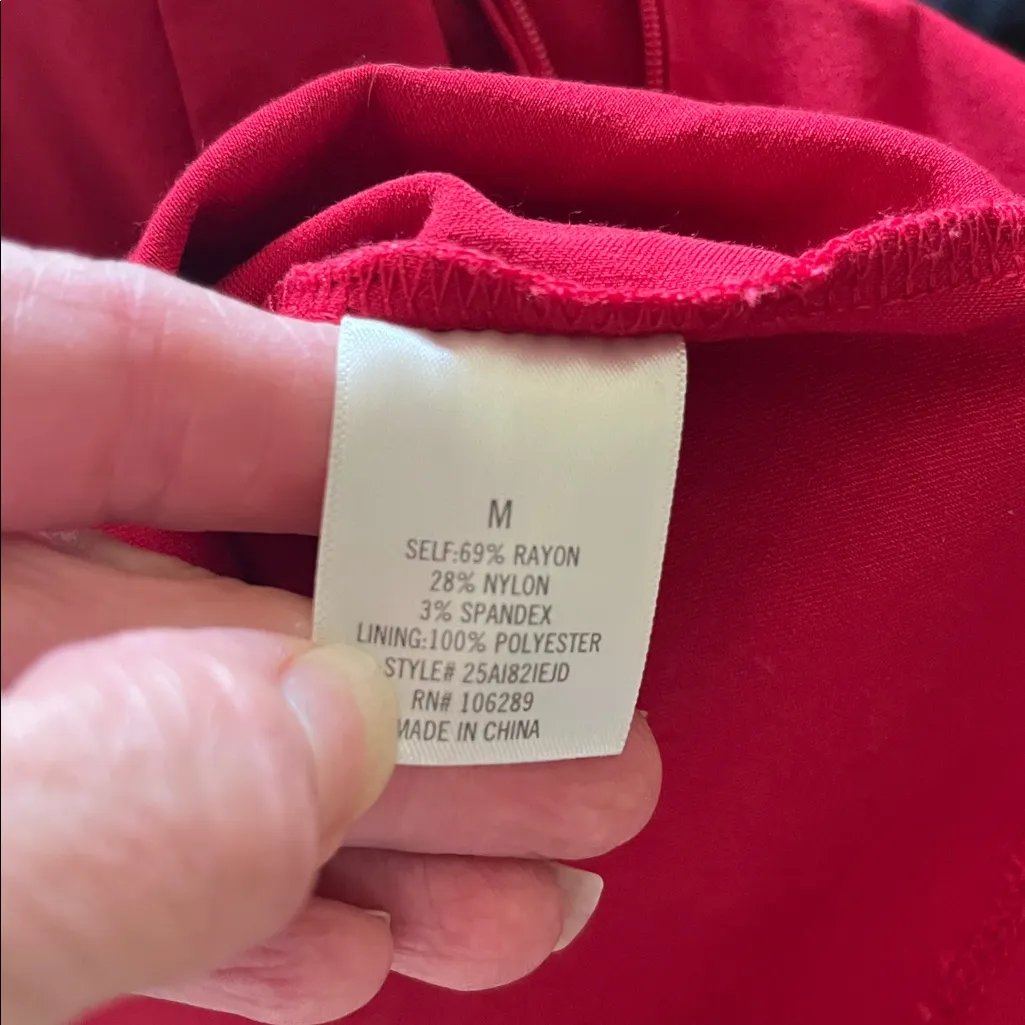 M
SELF:69% RAYON
28% NYLON
3% SPANDEX
LINING:100% POLYESTER
STYLE# 25AI82IEJD
RN# 106289
MADE IN CHINA